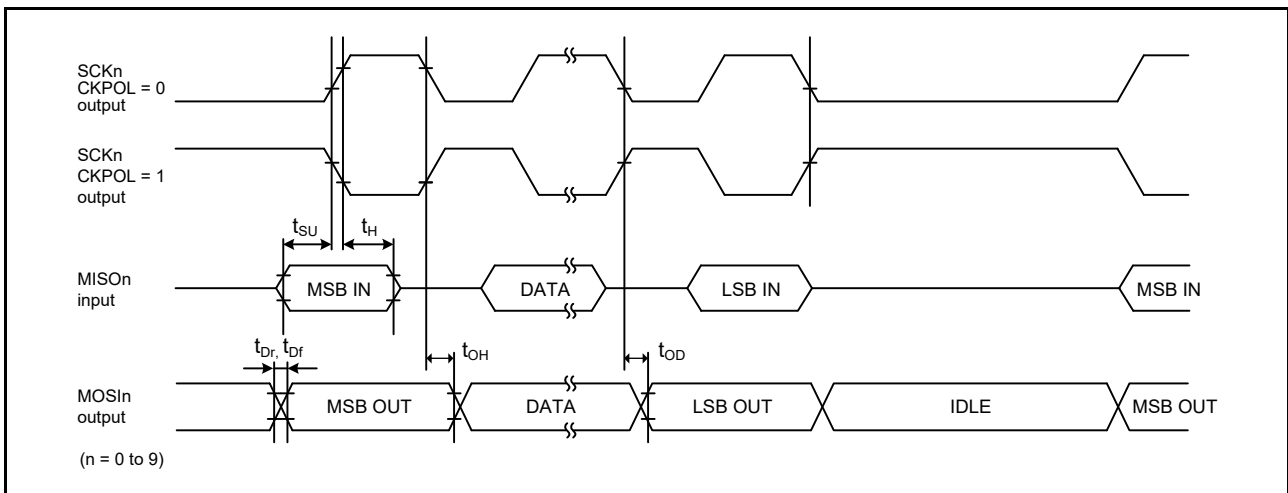 SCKn
CKPOL = 0
output
SCKn
CKPOL = 1
output
tSU
tH
MISOn
input
MSB IN
DATA
LSB IN
MSB IN
tDr, tDf
tOH
tOD
MOSIn
output
MSB OUT
DATA
LSB OUT
IDLE
MSB OUT
(n = 0 to 9)